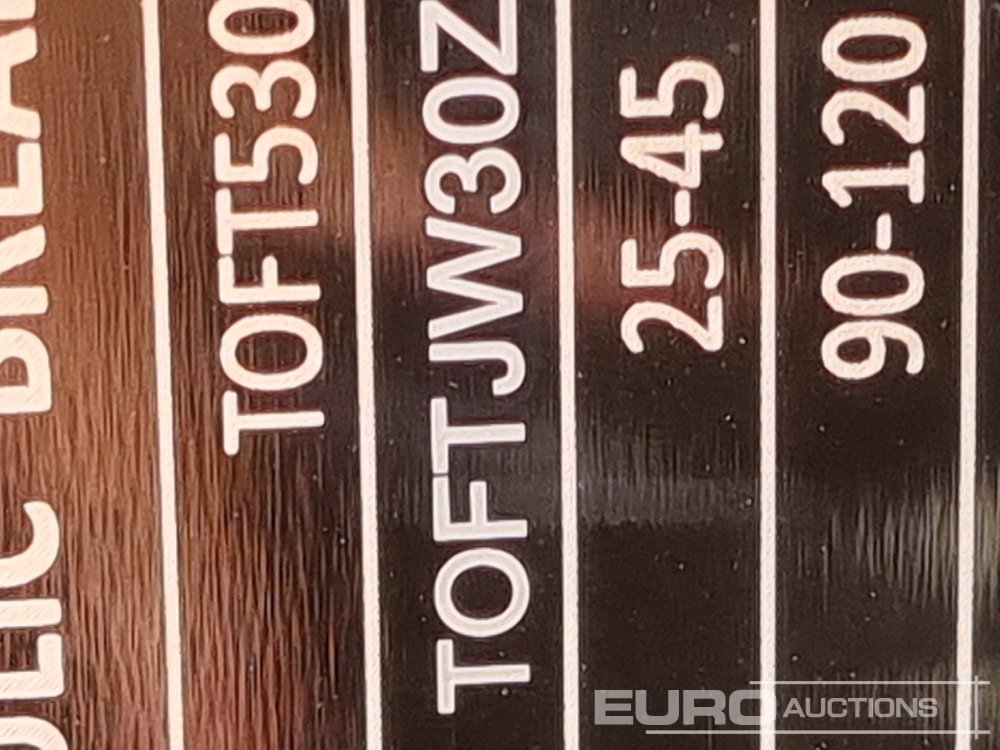 TOFT530
TOFTJW30Z
25-45
90-120
EURO AUCTIONS